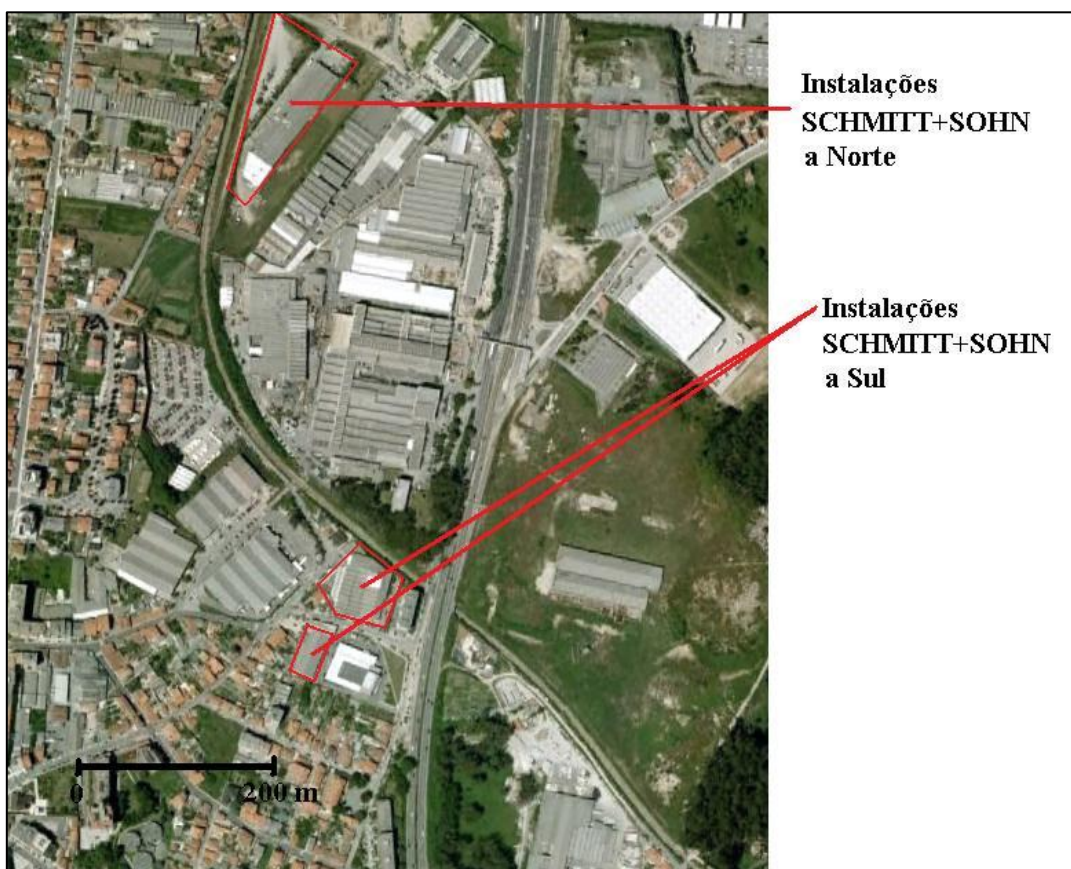 Instalações
SCHMITT+SOHN
a Norte
Instalações
SCHMITT+SOHN
a Sul
0 200 m